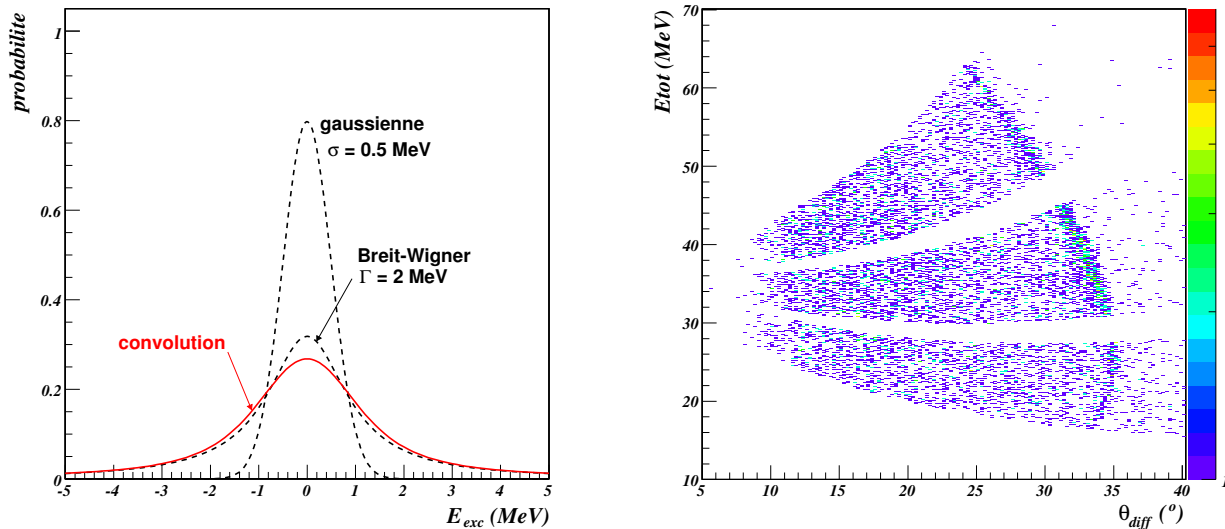 probabilite
1
0.8
0.6
0.4
0.2
0
gaussienne
σ = 0.5 MeV
Breit-Wigner
Γ = 2 MeV
convolution
-5 -4 -3 -2 -1 0 1 2 3 4 5
E_exc (MeV)
Etot (MeV)
70
60
50
40
30
20
10
5 10 15 20 25 30 35 40
θ_diff (°)
1